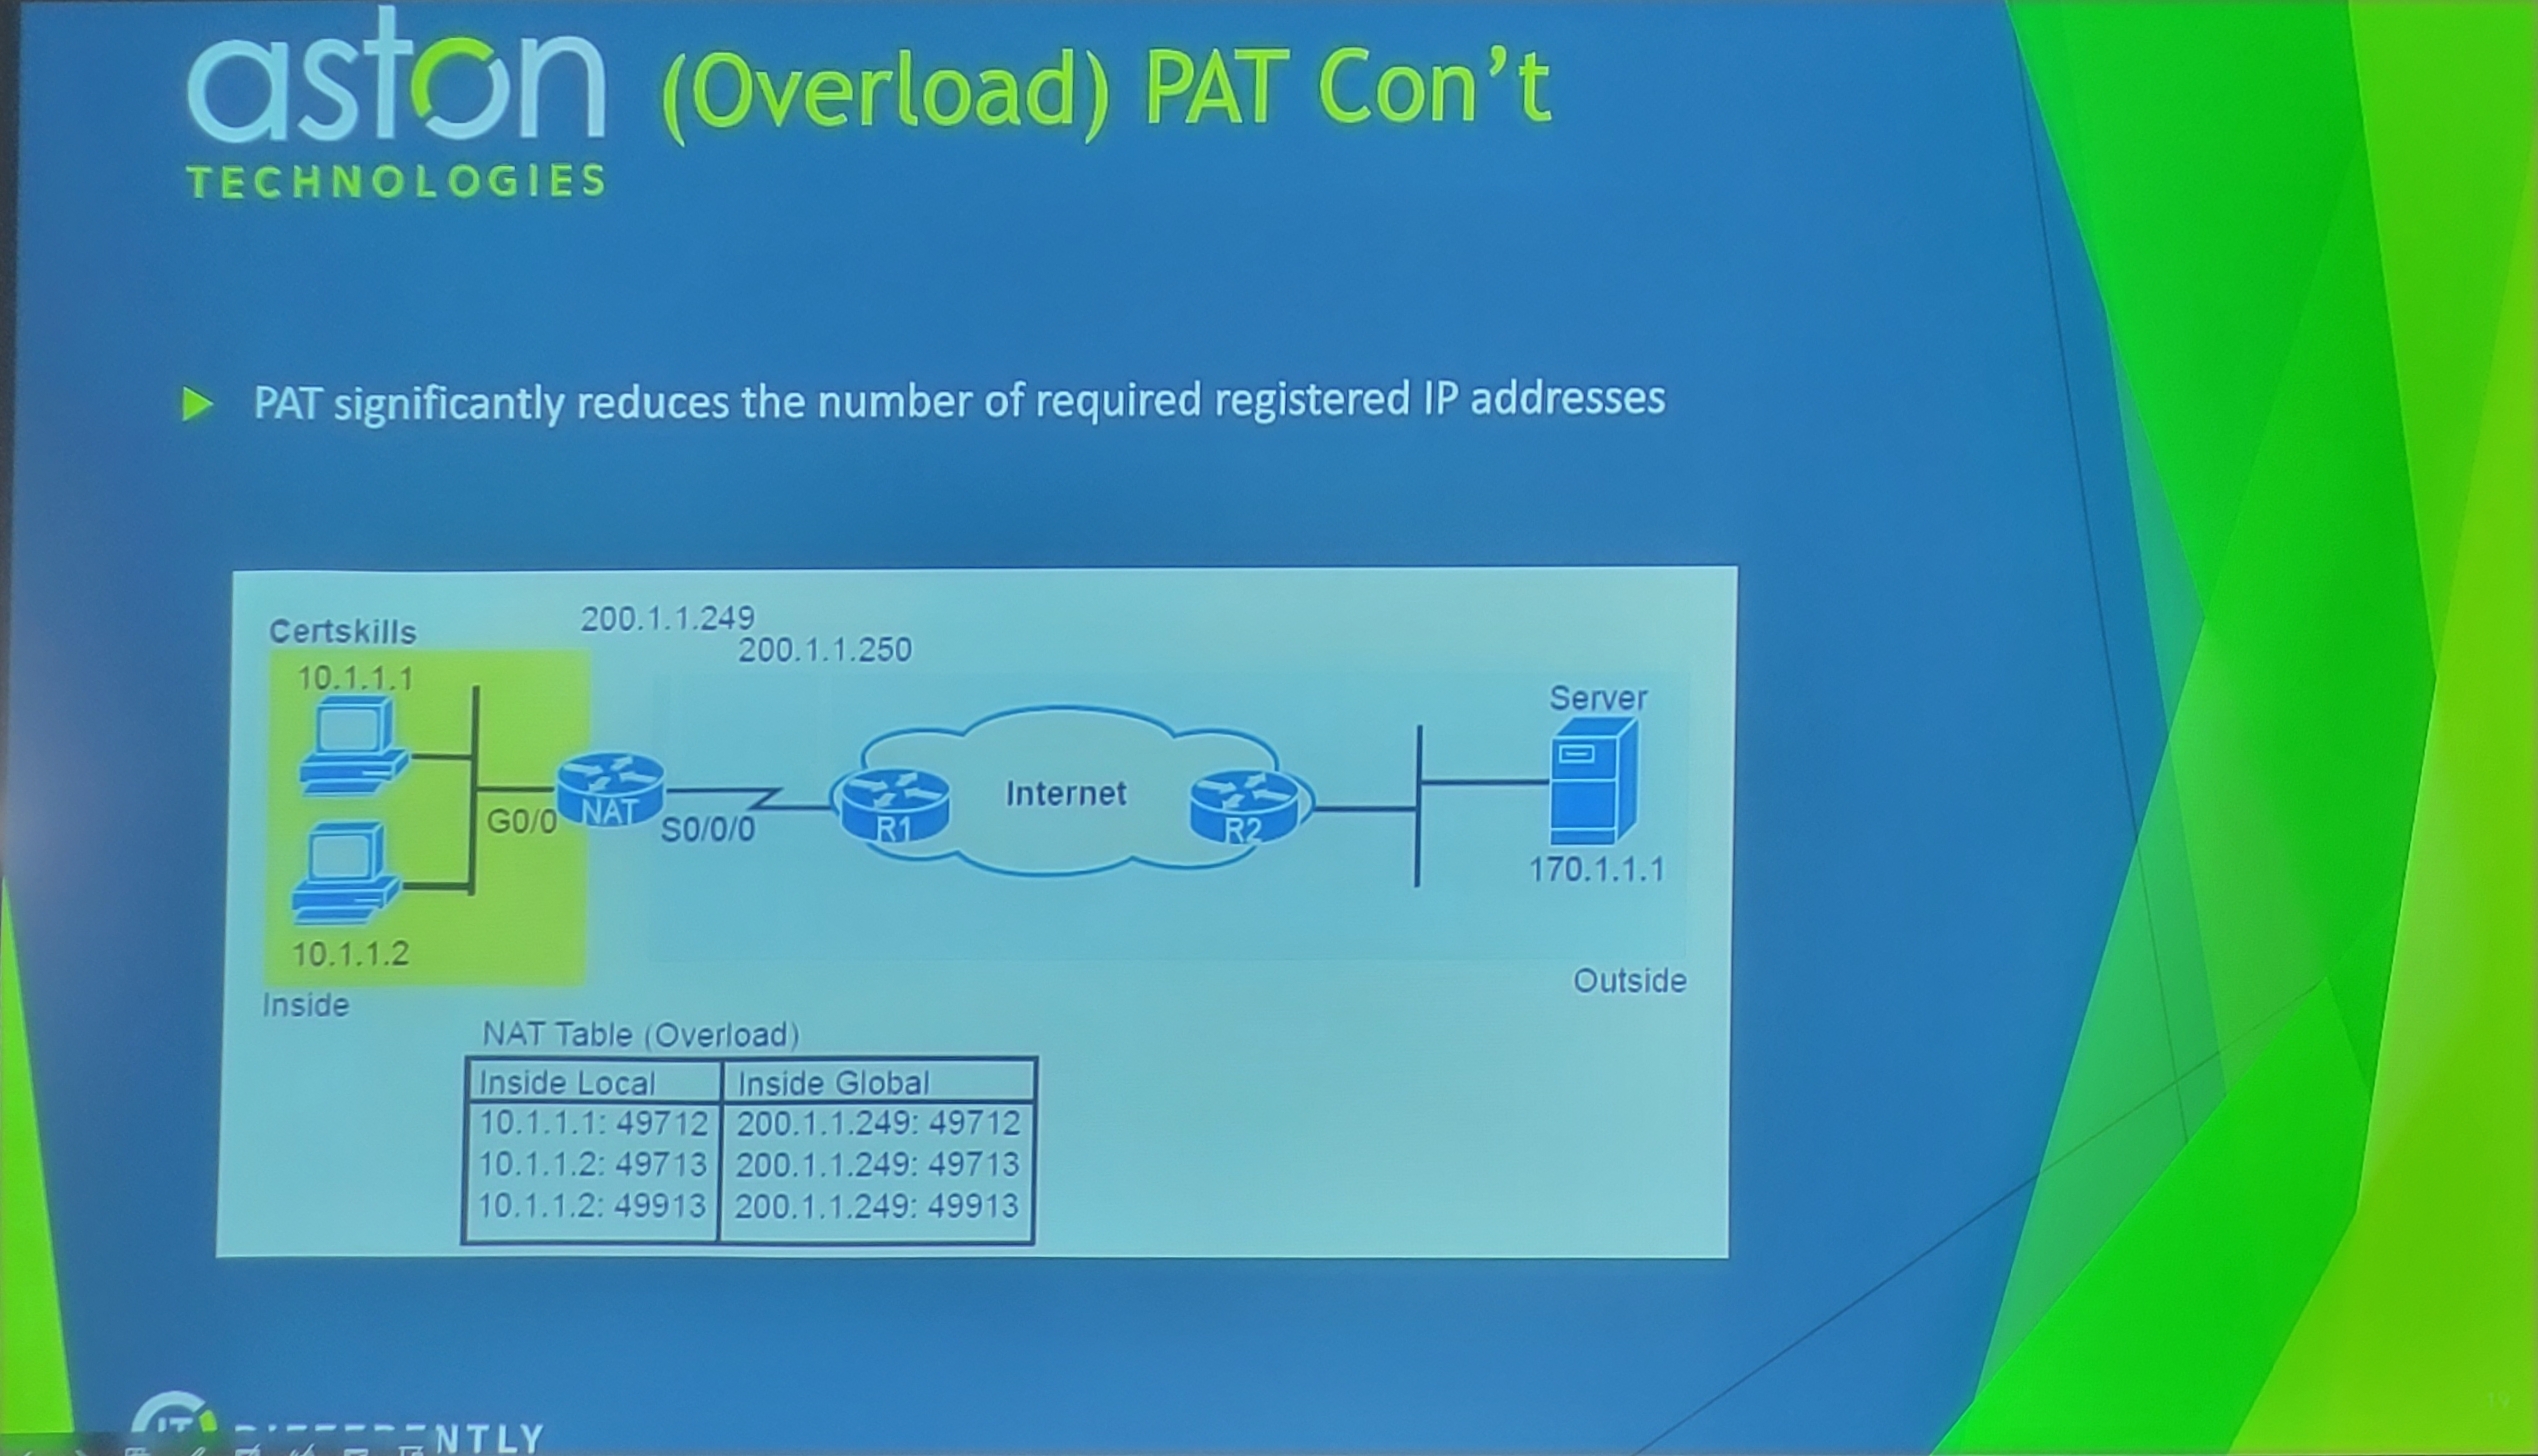 aston
TECHNOLOGIES
(Overload) PAT Con't
PAT significantly reduces the number of required registered IP addresses
Certskills
200.1.1.249
200.1.1.250
10.1.1.1
Server
Internet
G0/0
NAT
S0/0/0
R1
R2
170.1.1.1
10.1.1.2
Inside
Outside
NAT Table (Overload)
Inside Local Inside Global
10.1.1.1: 49712 200.1.1.249: 49712
10.1.1.2: 49713 200.1.1.249: 49713
10.1.1.2: 49913 200.1.1.249: 49913
IT
19